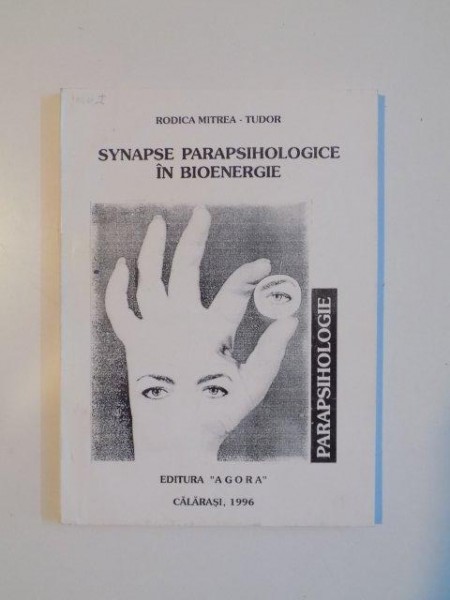 RODICA MITREA - TUDOR
SYNAPSE PARAPSIHOLOGICE
ÎN BIOENERGIE
PARAPSIHOLOGIE
EDITURA "AGORA"
CĂLĂRAŞI, 1996